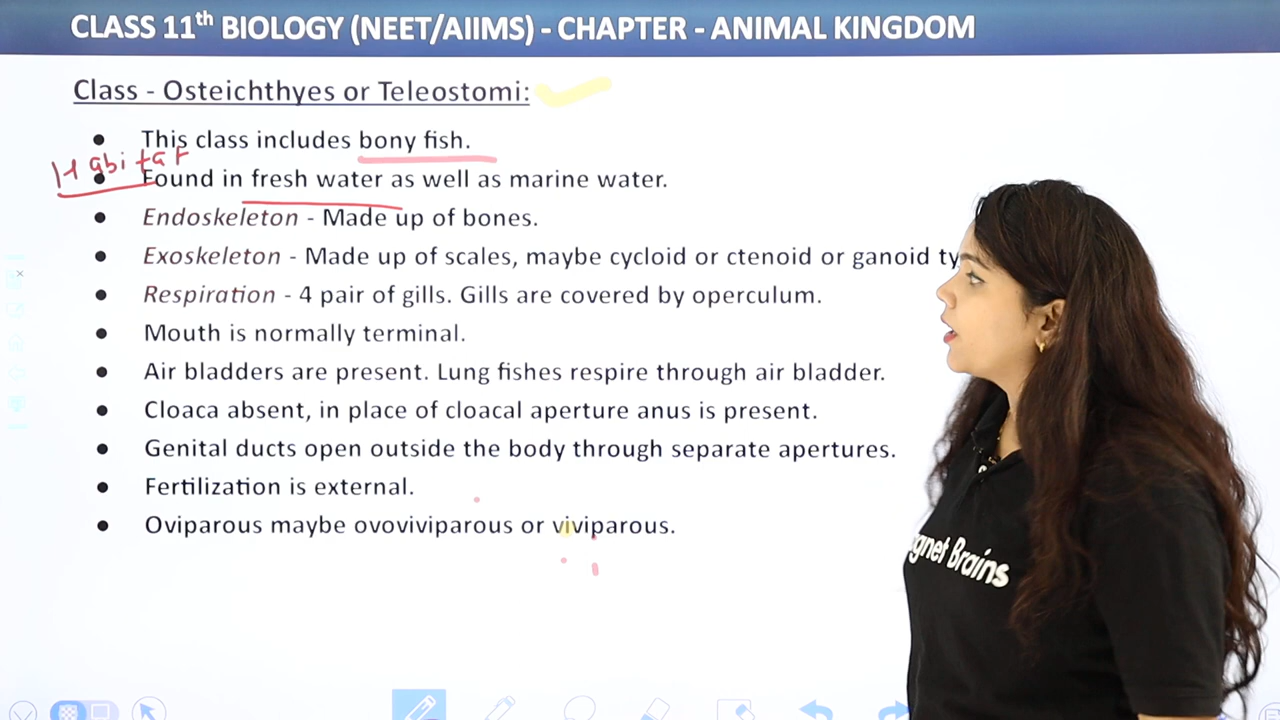 CLASS 11th BIOLOGY (NEET/AIIMS) - CHAPTER - ANIMAL KINGDOM
Class - Osteichthyes or Teleostomi:
• This class includes bony fish.
Habitat
• Found in fresh water as well as marine water.
• Endoskeleton - Made up of bones.
• Exoskeleton - Made up of scales, maybe cycloid or ctenoid or ganoid ty
• Respiration - 4 pair of gills. Gills are covered by operculum.
• Mouth is normally terminal.
• Air bladders are present. Lung fishes respire through air bladder.
• Cloaca absent, in place of cloacal aperture anus is present.
• Genital ducts open outside the body through separate apertures.
• Fertilization is external.
• Oviparous maybe ovoviviparous or viviparous.
gnet Brains